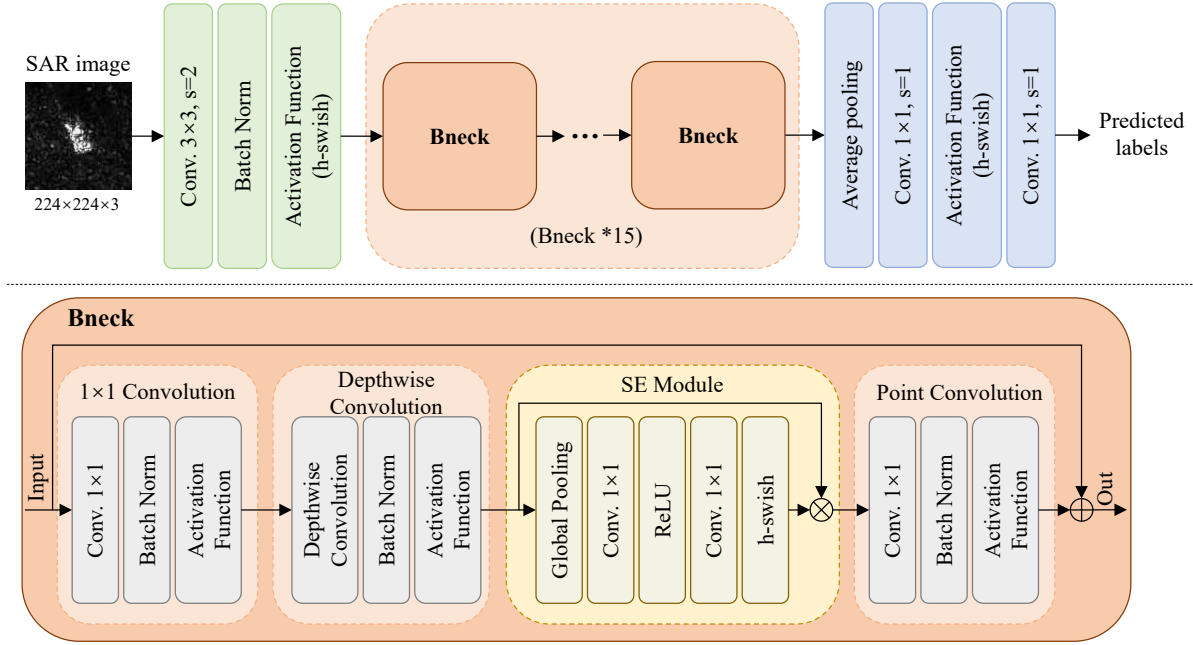 SAR image
224×224×3
Conv. 3×3, s=2
Batch Norm
Activation Function
(h-swish)
Bneck
Bneck
(Bneck *15)
Average pooling
Conv. 1×1, s=1
Activation Function
(h-swish)
Conv. 1×1, s=1
Predicted
labels
Bneck
Input
1×1 Convolution
Conv. 1×1
Batch Norm
Activation
Function
Depthwise
Convolution
Depthwise
Convolution
Batch Norm
Activation
Function
SE Module
Global Pooling
Conv. 1×1
ReLU
Conv. 1×1
h-swish
Point Convolution
Conv. 1×1
Batch Norm
Activation
Function
Out